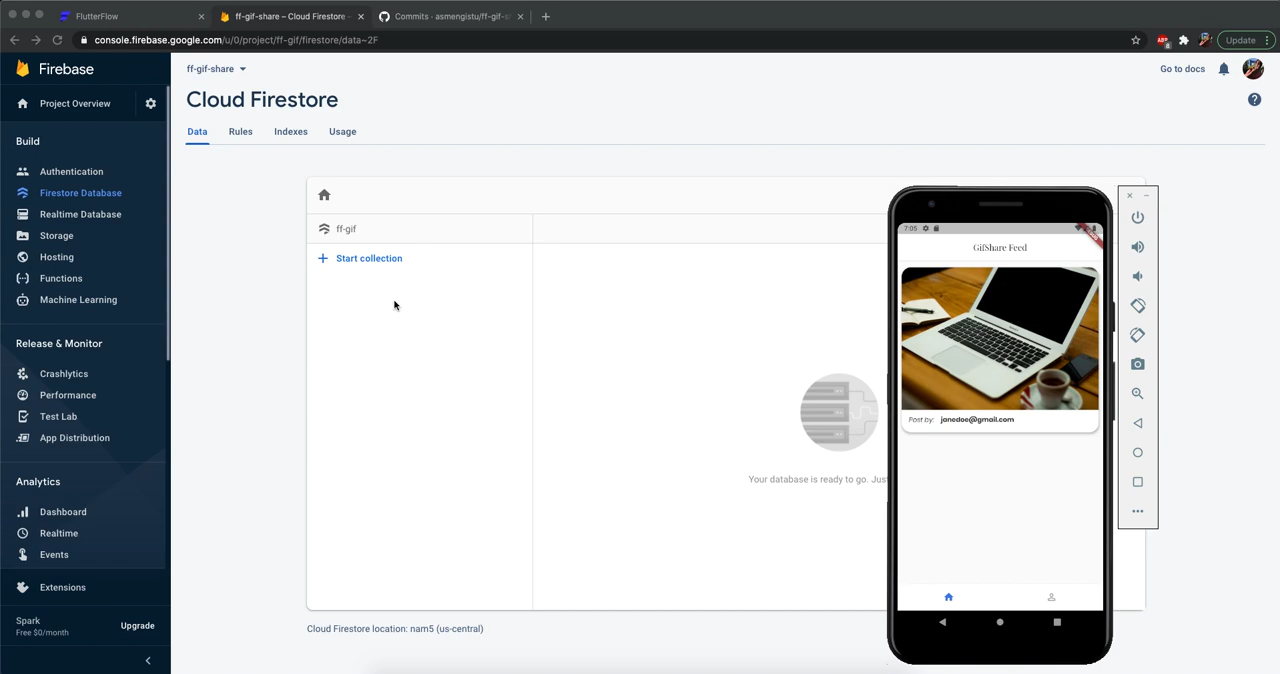 FlutterFlow
ff-gif-share – Cloud Firestore
Commits · asmengistu/ff-gif-s
console.firebase.google.com/u/0/project/ff-gif/firestore/data~2F
ABP
8
Update
Firebase
ff-gif-share
Go to docs
Project Overview
Cloud Firestore
Build
Data Rules Indexes Usage
Authentication
Firestore Database
Realtime Database
Storage
Hosting
Functions
Machine Learning
Release & Monitor
Crashlytics
Performance
Test Lab
App Distribution
Analytics
Dashboard
Realtime
Events
Extensions
Spark
Free $0/month
Upgrade
ff-gif
Start collection
Your database is ready to go. Jus
Cloud Firestore location: nam5 (us-central)
7:05
GifShare Feed
Post by: janedoe@gmail.com